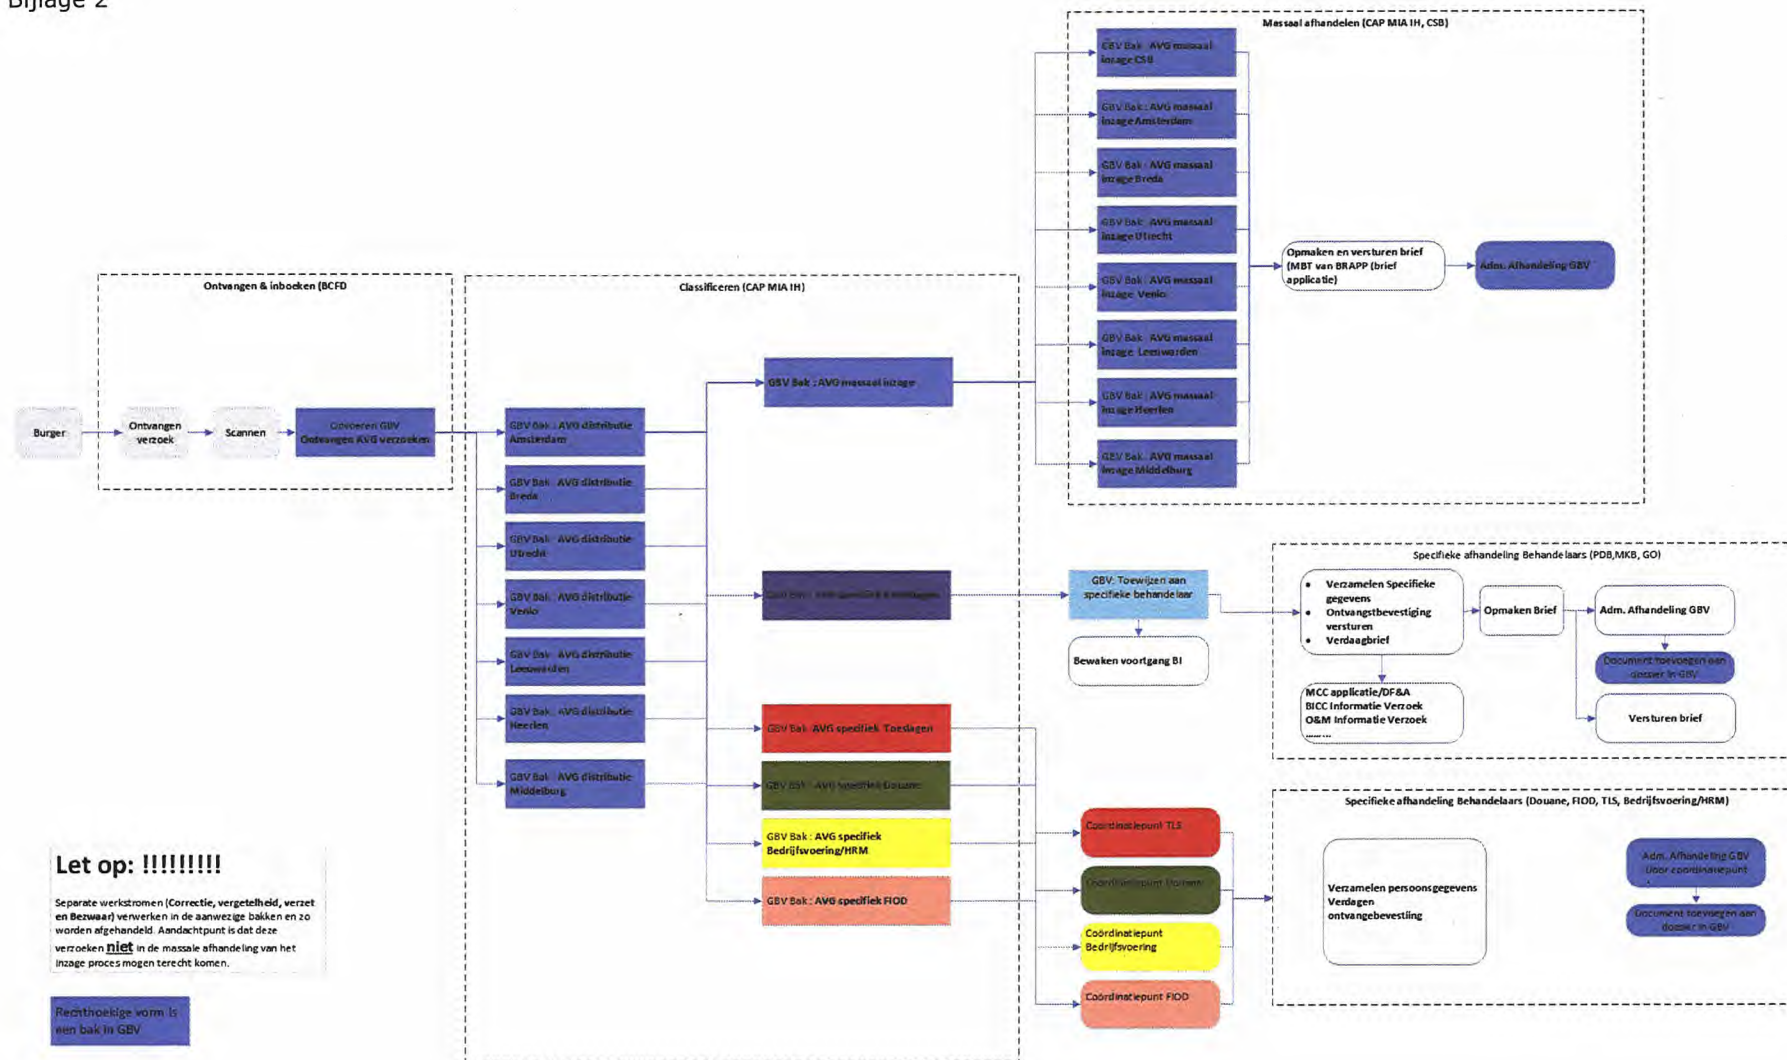 Bijlage 2
Massaal afhandelen (CAP MIA IH, CSB)
GBV Bak : AVG massaal
inzage CSB
GBV Bak : AVG massaal
inzage Amsterdam
GBV Bak : AVG massaal
inzage Breda
GBV Bak : AVG massaal
inzage Utrecht
GBV Bak : AVG massaal
inzage Venlo
GBV Bak : AVG massaal
inzage Leeuwarden
GBV Bak : AVG massaal
inzage Heerlen
GBV Bak : AVG massaal
inzage Middelburg
Opmaken en versturen brief
(MBT van BRAPP (brief
applicatie)
Adm. Afhandeling GBV
Ontvangen & inboeken (BCFD
Burger
Ontvangen
verzoek
Scannen
Opvoeren GBV
Ontvangen AVG verzoeken
Classificeren (CAP MIA IH)
GBV Bak : AVG distributie
Amsterdam
GBV Bak : AVG distributie
Breda
GBV Bak : AVG distributie
Utrecht
GBV Bak : AVG distributie
Venlo
GBV Bak : AVG distributie
Leeuwarden
GBV Bak : AVG distributie
Heerlen
GBV Bak : AVG distributie
Middelburg
GBV Bak : AVG massaal inzage
GBV Bak: AVG specifiek Toeslagen
GBV Bak : AVG specifiek Douane
GBV Bak : AVG specifiek
Bedrijfsvoering/HRM
GBV Bak : AVG specifiek FIOD
GBV: Toewijzen aan
specifieke behandelaar
Bewaken voortgang BI
Specifieke afhandeling Behandelaars (PDB,MKB, GO)
• Verzamelen Specifieke
gegevens
• Ontvangstbevestiging
versturen
• Verdaagbrief
Opmaken Brief
Adm. Afhandeling GBV
Document toevoegen aan
dossier in GBV
Versturen brief
MCC applicatie/DF&A
BICC Informatie Verzoek
O&M Informatie Verzoek
.........
Coördinatiepunt TLS
Coördinatiepunt Douane
Coördinatiepunt
Bedrijfsvoering
Coördinatiepunt FIOD
Specifieke afhandeling Behandelaars (Douane, FIOD, TLS, Bedrijfsvoering/HRM)
Verzamelen persoonsgegevens
Verdagen
ontvangebevestiing
Adm. Afhandeling GBV
Door coordinatiepunt
Document toevoegen aan
dossier in GBV
Let op: !!!!!!!!!
Separate werkstromen (Correctie, vergetelheid, verzet
en Bezwaar) verwerken in de aanwezige bakken en zo
worden afgehandeld. Aandachtpunt is dat deze
verzoeken niet in de massale afhandeling van het
inzage proces mogen terecht komen.
Rechthoekige vorm is
een bak in GBV